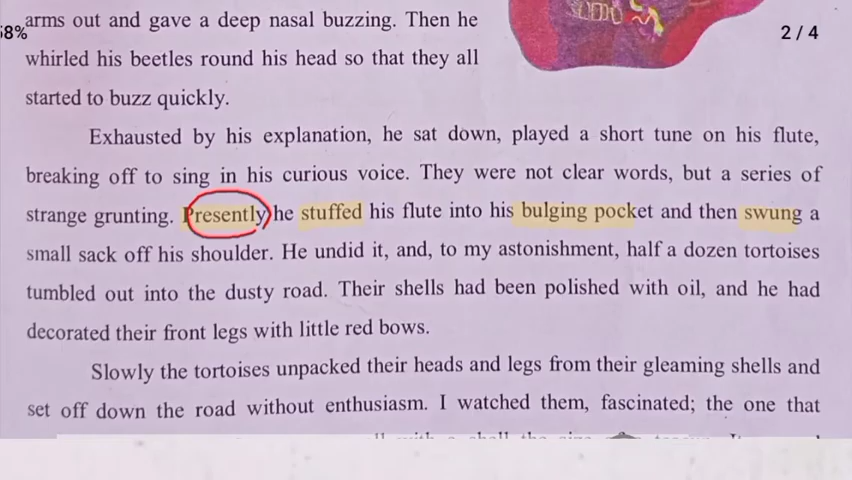 arms out and gave a deep nasal buzzing. Then he
58%
2 / 4
whirled his beetles round his head so that they all
started to buzz quickly.
Exhausted by his explanation, he sat down, played a short tune on his flute,
breaking off to sing in his curious voice. They were not clear words, but a series of
strange grunting. Presently he stuffed his flute into his bulging pocket and then swung a
small sack off his shoulder. He undid it, and, to my astonishment, half a dozen tortoises
tumbled out into the dusty road. Their shells had been polished with oil, and he had
decorated their front legs with little red bows.
Slowly the tortoises unpacked their heads and legs from their gleaming shells and
set off down the road without enthusiasm. I watched them, fascinated; the one that